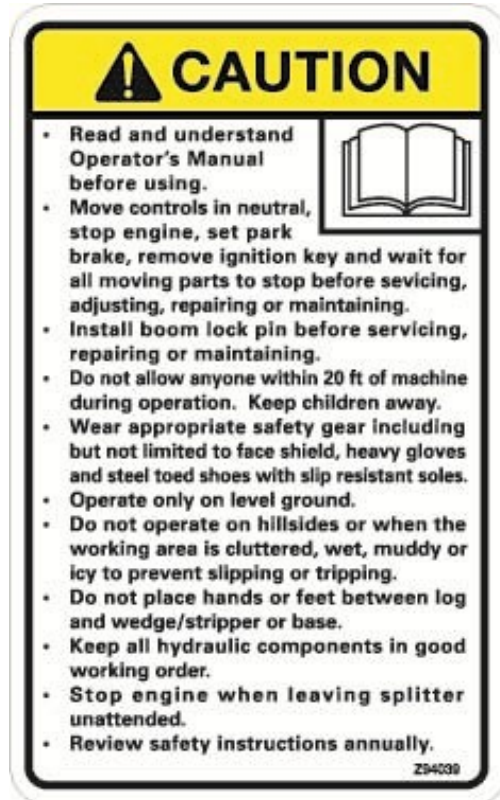 CAUTION
• Read and understand
Operator's Manual
before using.
• Move controls in neutral,
stop engine, set park
brake, remove ignition key and wait for
all moving parts to stop before sevicing,
adjusting, repairing or maintaining.
• Install boom lock pin before servicing,
repairing or maintaining.
• Do not allow anyone within 20 ft of machine
during operation. Keep children away.
• Wear appropriate safety gear including
but not limited to face shield, heavy gloves
and steel toed shoes with slip resistant soles.
• Operate only on level ground.
• Do not operate on hillsides or when the
working area is cluttered, wet, muddy or
icy to prevent slipping or tripping.
• Do not place hands or feet between log
and wedge/stripper or base.
• Keep all hydraulic components in good
working order.
• Stop engine when leaving splitter
unattended.
• Review safety instructions annually.
Z94039